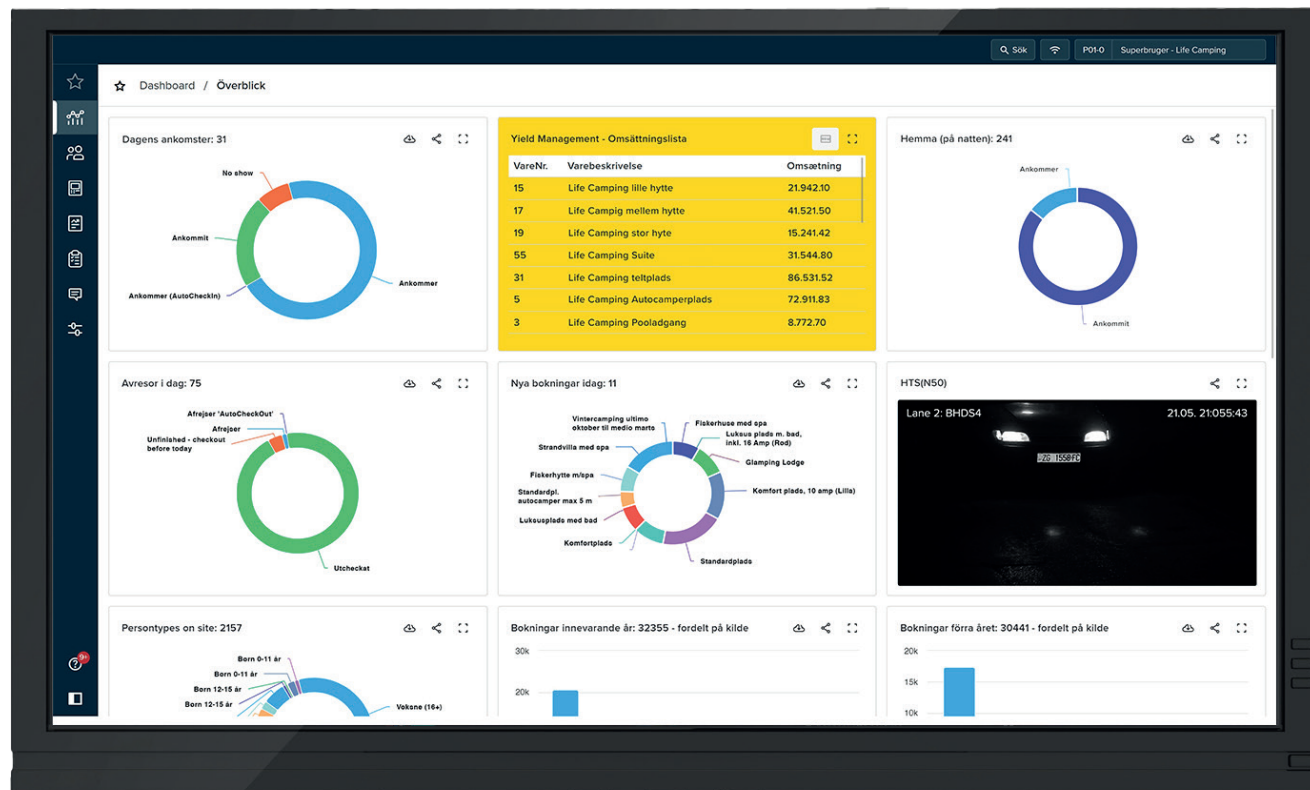 Sök
P01-0 Superbruger - Life Camping
Dashboard / Överblick
Dagens ankomster: 31
No show
Ankommit
Ankommer (AutoCheckIn)
Ankommer
Yield Management - Omsättningslista
VareNr. Varebeskrivelse Omsætning
15 Life Camping lille hytte 21.942.10
17 Life Campig mellem hytte 41.521.50
19 Life Camping stor hyte 15.241.42
55 Life Camping Suite 31.544.80
31 Life Camping teltplads 86.531.52
5 Life Camping Autocamperplads 72.911.83
3 Life Camping Pooladgang 8.772.70
Hemma (på natten): 241
Ankommer
Ankommit
Avresor i dag: 75
Afrejser 'AutoCheckOut'
Afrejser
Unfinished - checkout
before today
Utcheckat
Nya bokningar idag: 11
Vintercamping ultimo
oktober til medio marts
Strandvilla med spa
Fiskerhytte m/spa
Standardpl.
autocamper max 5 m
Luksusplads med bad
Komfortplads
Fiskerhuse med spa
Luksus plads m. bad,
inkl. 16 Amp (Rød)
Glamping Lodge
Komfort plads, 10 amp (Lilla)
Standardplads
HTS(N50)
Lane 2: BHDS4 21.05. 21:055:43
Persontypes on site: 2157
Børn 0-11 år
Børn 0-11 år
Børn 12-15 år
Børn 12-15 år
Voksne (16+)
Bokningar innevarande år: 32355 - fordelt på kilde
30k
20k
Bokningar förra året: 30441 - fordelt på kilde
20k
15k
10k
9+